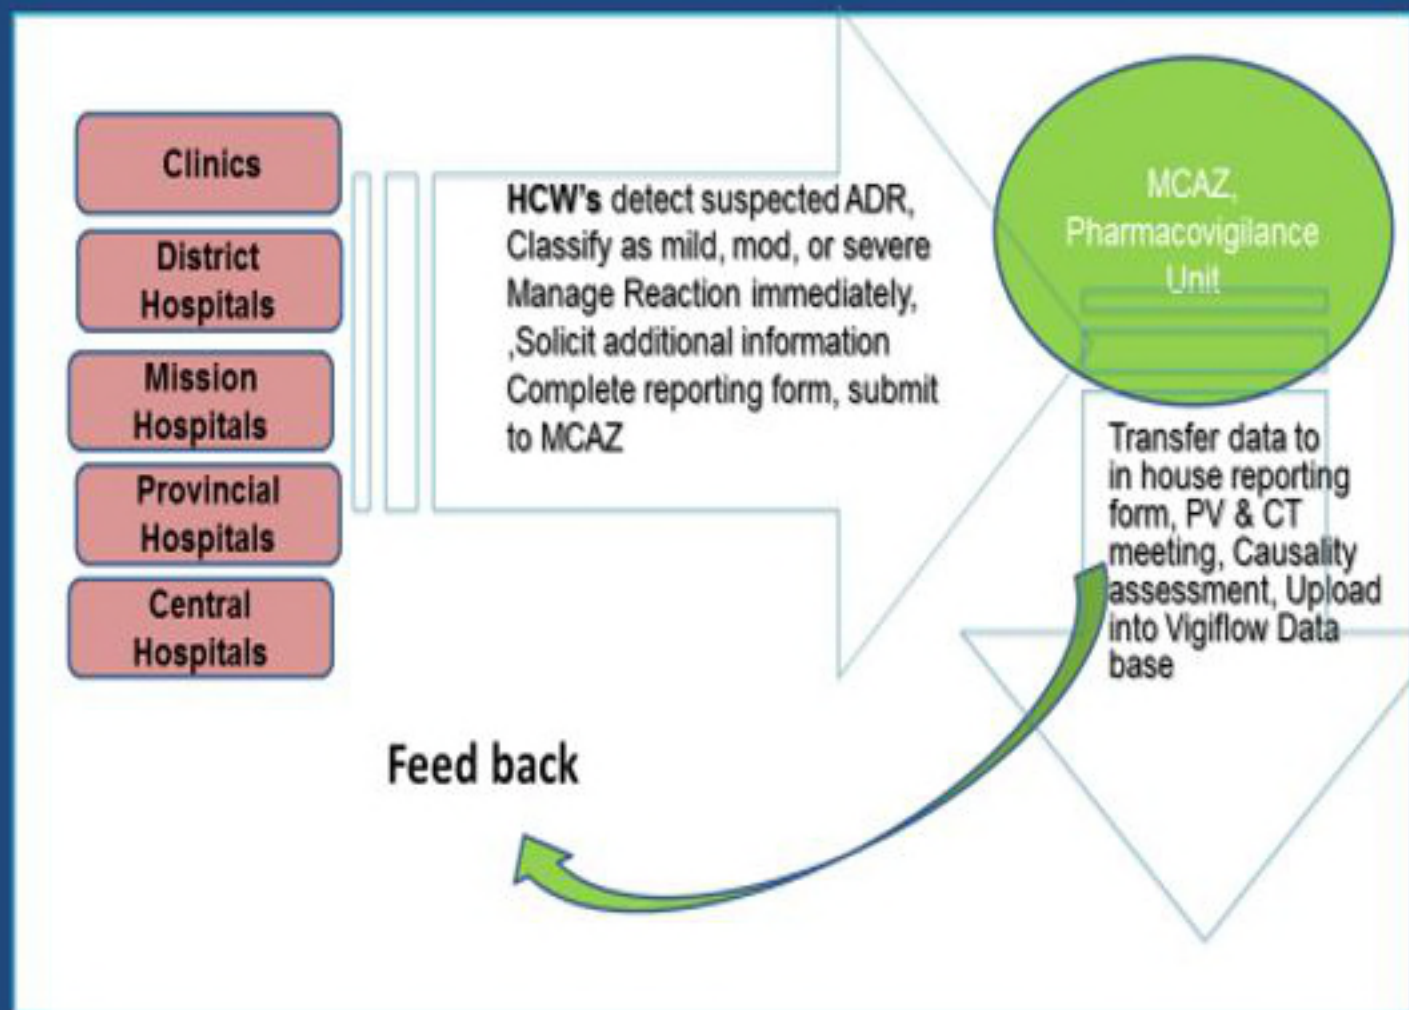 Clinics
District
Hospitals
Mission
Hospitals
Provincial
Hospitals
Central
Hospitals
HCW's detect suspected ADR,
Classify as mild, mod, or severe
Manage Reaction immediately,
,Solicit additional information
Complete reporting form, submit
to MCAZ
MCAZ,
Pharmacovigilance
Unit
Transfer data to
in house reporting
form, PV & CT
meeting, Causality
assessment, Upload
into Vigiflow Data
base
Feed back